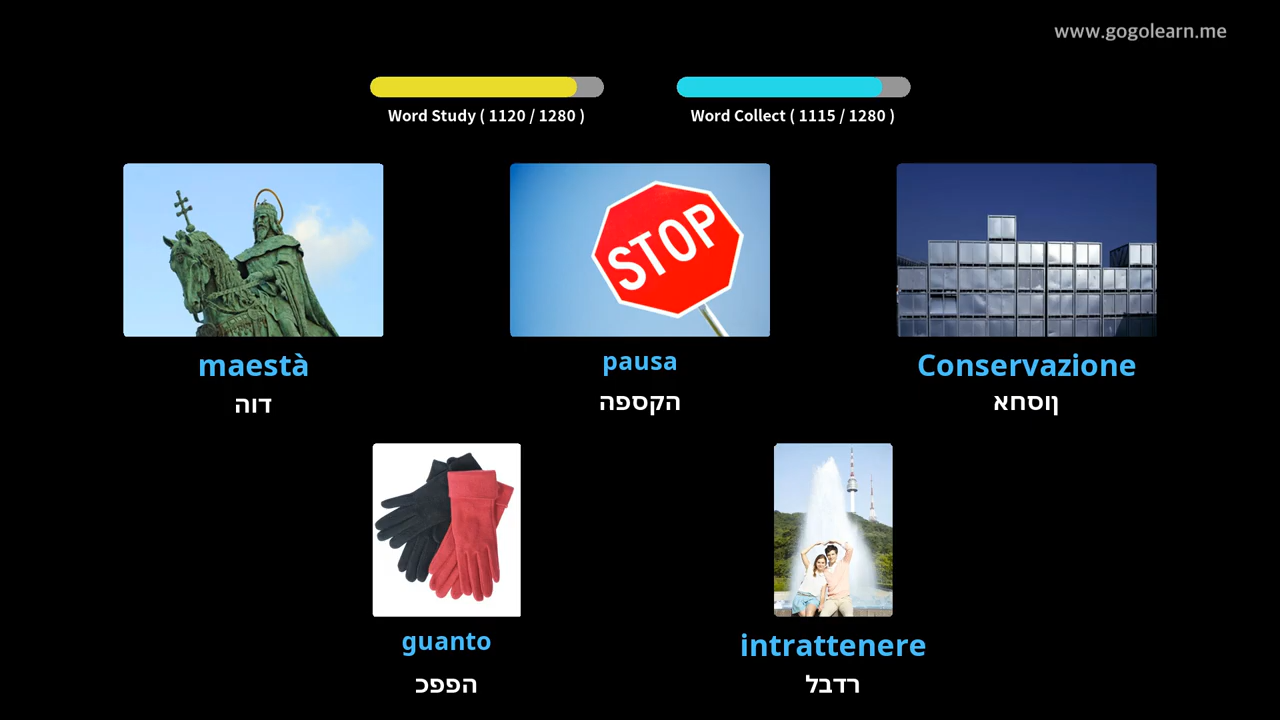 www.gogolearn.me
Word Study ( 1120 / 1280 )
Word Collect ( 1115 / 1280 )
maestà
דוה
pausa
הקספה
Conservazione
ןוסחא
STOP
guanto
הפפכ
intrattenere
רדבל